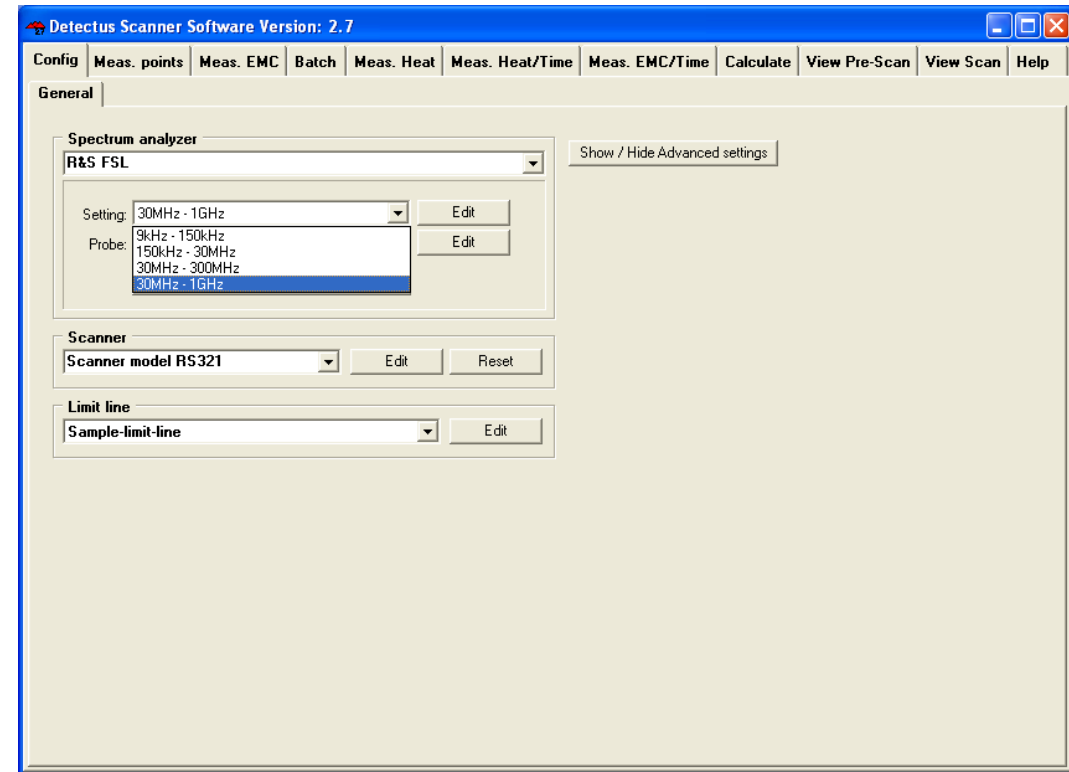 Detectus Scanner Software Version: 2.7
Config Meas. points Meas. EMC Batch Meas. Heat Meas. Heat/Time Meas. EMC/Time Calculate View Pre-Scan View Scan Help
General
Spectrum analyzer
R&S FSL
Show / Hide Advanced settings
Setting: 30MHz - 1GHz Edit
Probe: Edit
9kHz - 150kHz
150kHz - 30MHz
30MHz - 300MHz
30MHz - 1GHz
Scanner
Scanner model RS321 Edit Reset
Limit line
Sample-limit-line Edit